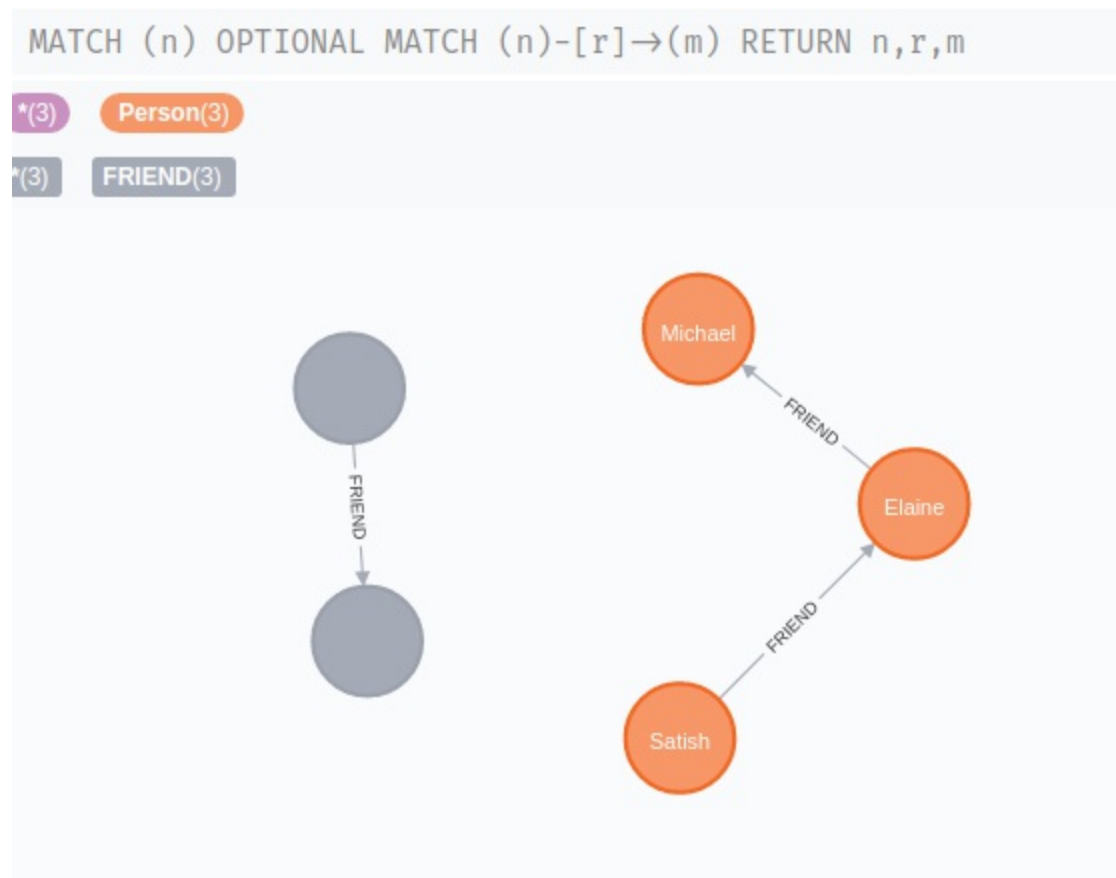 MATCH (n) OPTIONAL MATCH (n)-[r]→(m) RETURN n,r,m
*(3) Person(3)
*(3) FRIEND(3)
Michael
FRIEND
FRIEND
Elaine
FRIEND
Satish